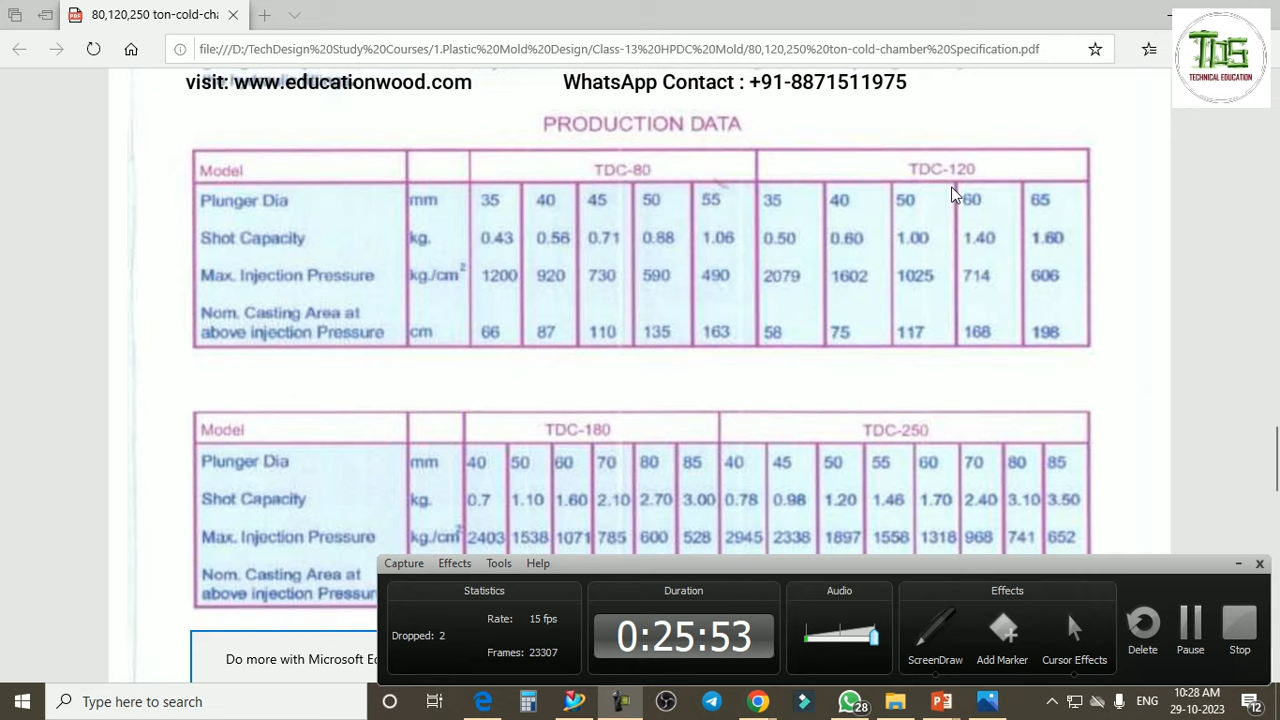 80,120,250 ton-cold-cha
file:///D:/TechDesign%20Study%20Courses/1.Plastic%20Mold%20Design/Class-13%20HPDC%20Mold/80,120,250%20ton-cold-chamber%20Specification.pdf
TDS
TECHNICAL EDUCATION
visit: www.educationwood.com WhatsApp Contact : +91-8871511975
PRODUCTION DATA
Model TDC-80 TDC-120
Plunger Dia mm 35 40 45 50 55 35 40 50 60 65
Shot Capacity kg. 0.43 0.56 0.71 0.88 1.06 0.50 0.60 1.00 1.40 1.60
Max. Injection Pressure kg./cm² 1200 920 730 590 490 2079 1602 1025 714 606
Nom. Casting Area at
above injection Pressure cm 66 87 110 135 163 58 75 117 168 198
Model TDC-180 TDC-250
Plunger Dia mm 40 50 60 70 80 85 40 45 50 55 60 70 80 85
Shot Capacity kg. 0.7 1.10 1.60 2.10 2.70 3.00 0.78 0.98 1.20 1.46 1.70 2.40 3.10 3.50
Max. Injection Pressure kg./cm² 2403 1538 1071 785 600 528 2945 2338 1897 1558 1318 968 741 652
Nom. Casting Area at
above injection Pressur
Capture Effects Tools Help
Statistics Duration Audio Effects
Rate: 15 fps
Dropped: 2
Frames: 23307
0:25:53
ScreenDraw Add Marker Cursor Effects Delete Pause Stop
Do more with Microsoft Ed
Type here to search
28
ENG
10:28 AM
29-10-2023
12